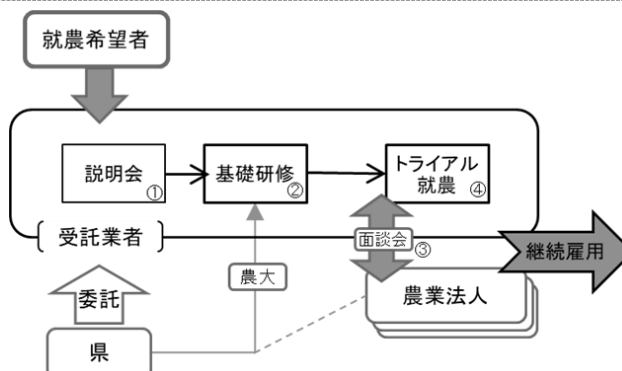 就農希望者
説明会
①
基礎研修
②
トライアル
就農
④
受託業者
面談会
③
継続雇用
委託
農大
農業法人
県